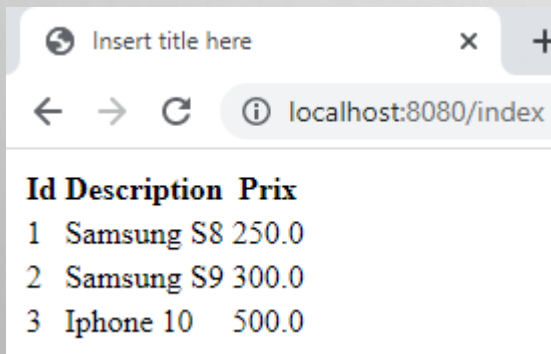 Insert title here
localhost:8080/index
Id Description Prix
1 Samsung S8 250.0
2 Samsung S9 300.0
3 Iphone 10 500.0